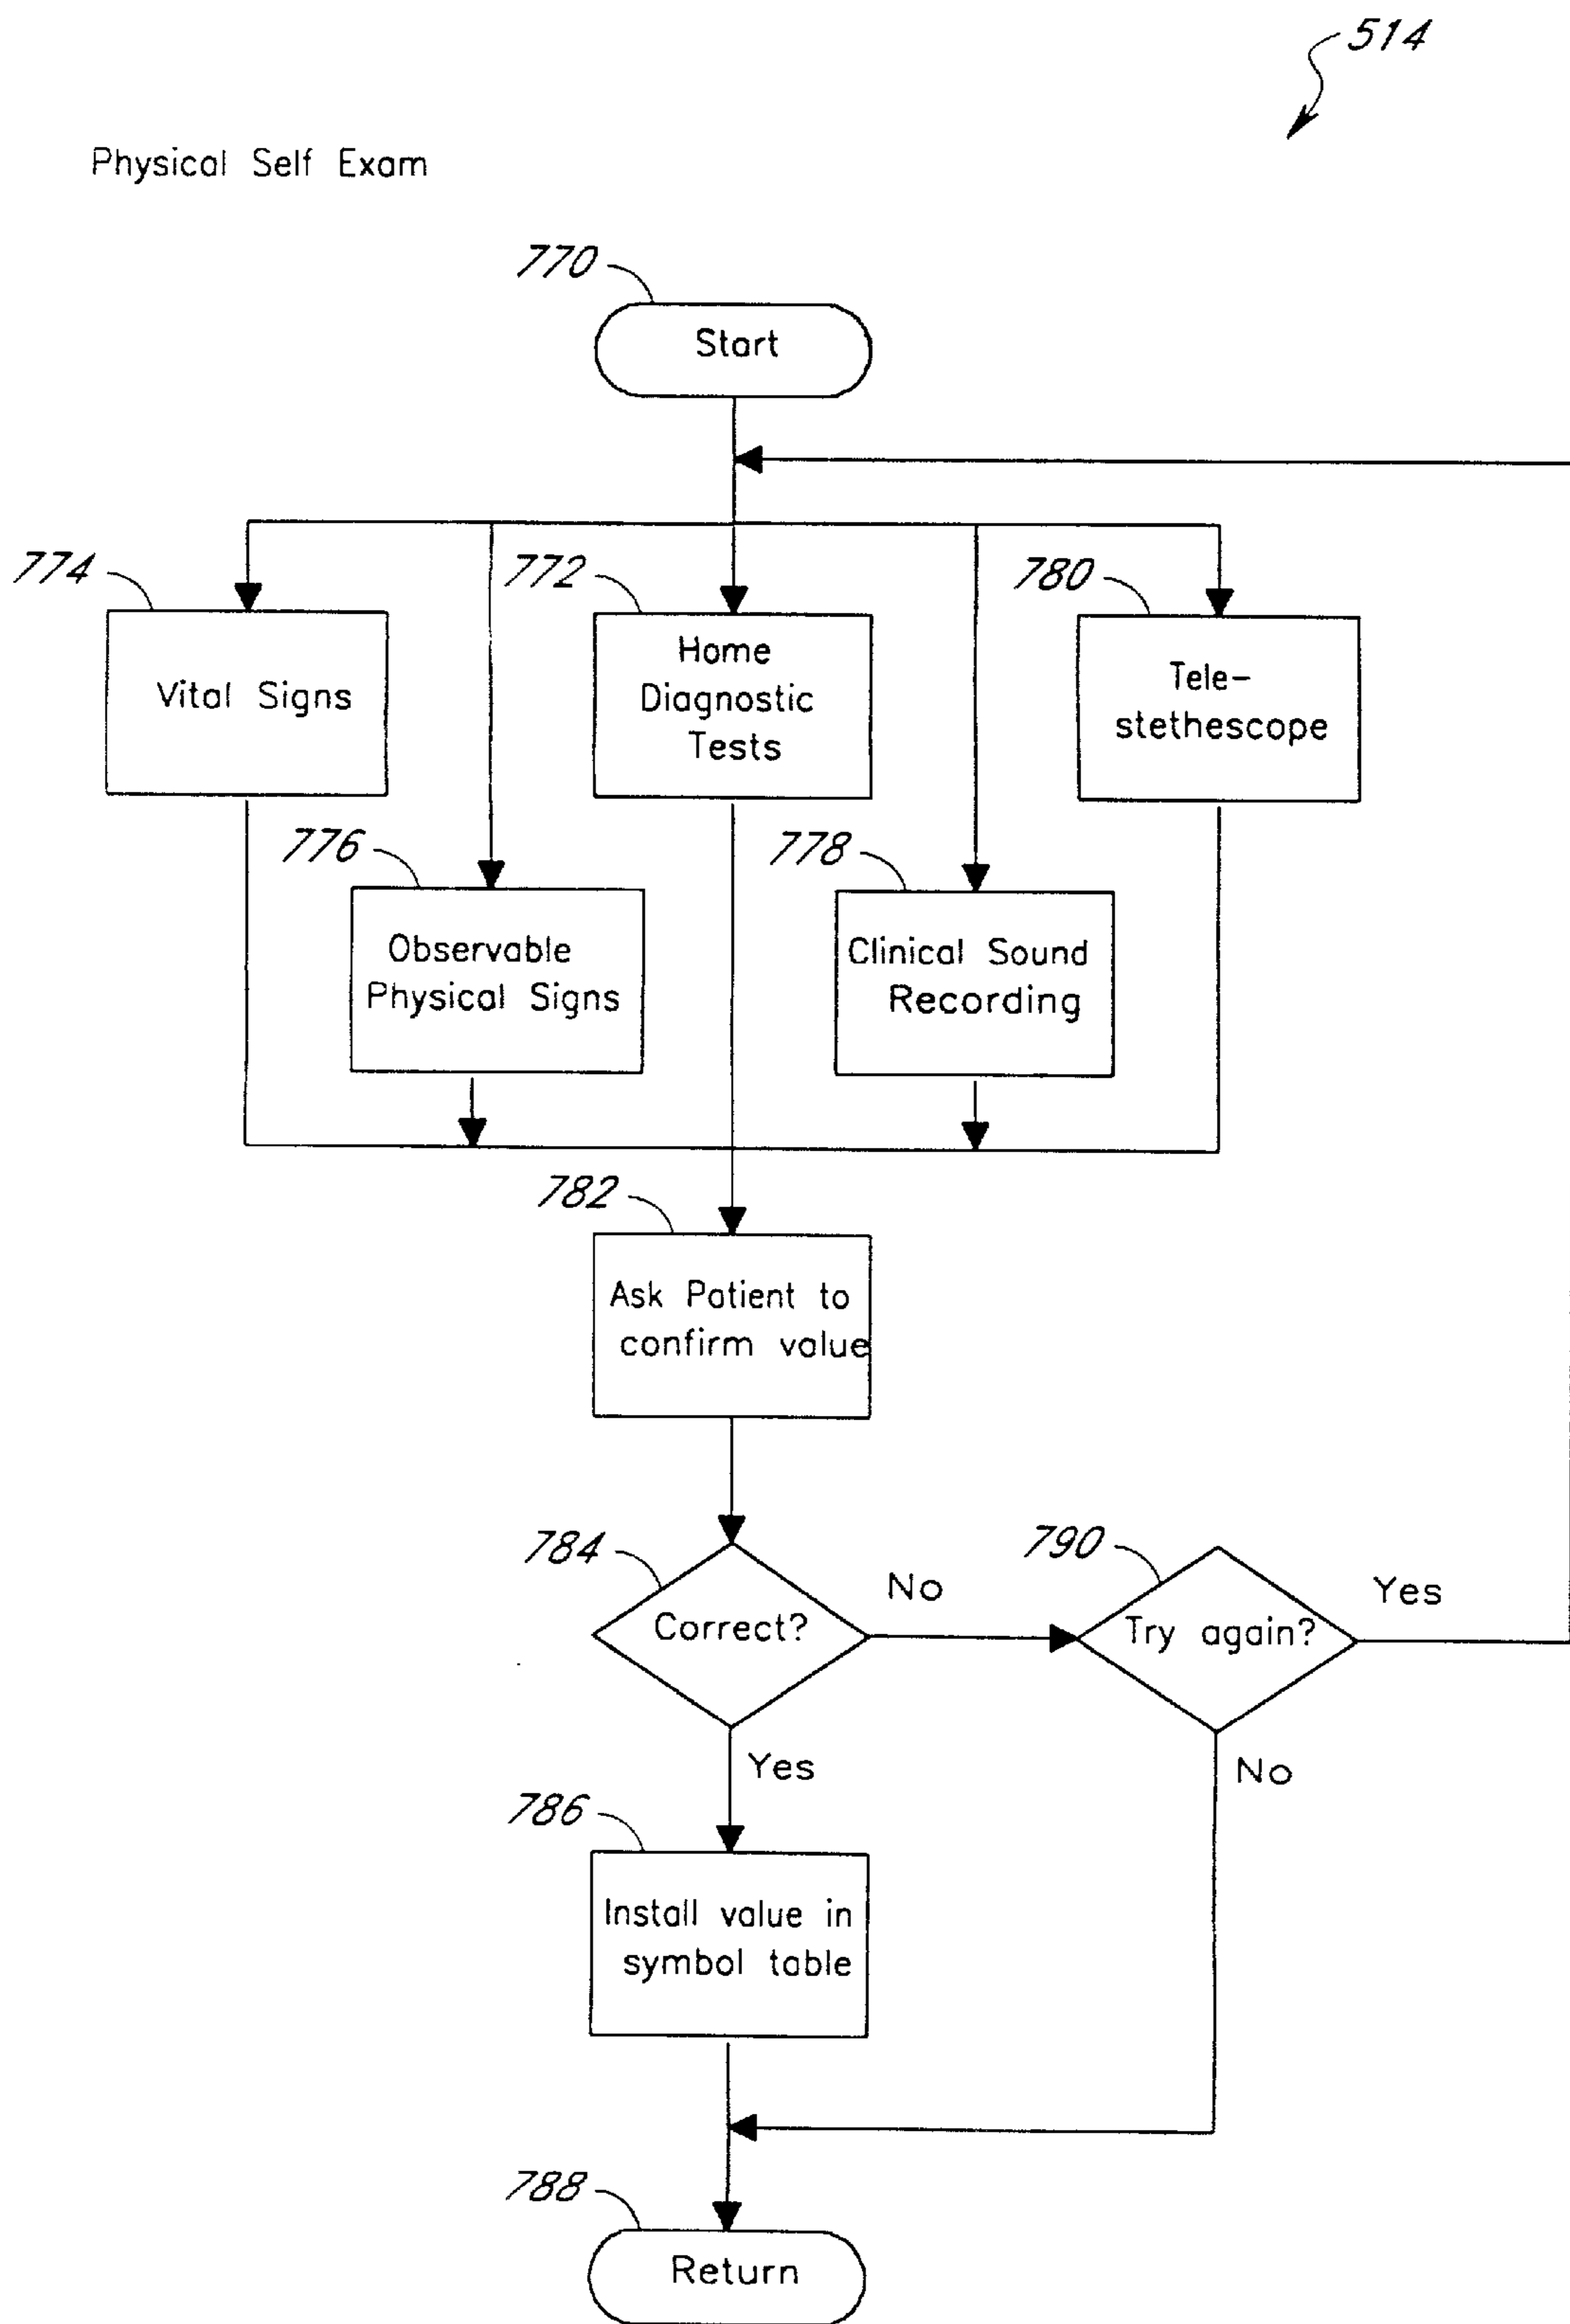 514
Physical Self Exam
770
Start
774
772
780
Vital Signs
Home
Diagnostic
Tests
Tele-
stethescope
776
778
Observable
Physical Signs
Clinical Sound
Recording
782
Ask Patient to
confirm value
784
790
No
Yes
Correct?
Try again?
Yes
No
786
Install value in
symbol table
788
Return